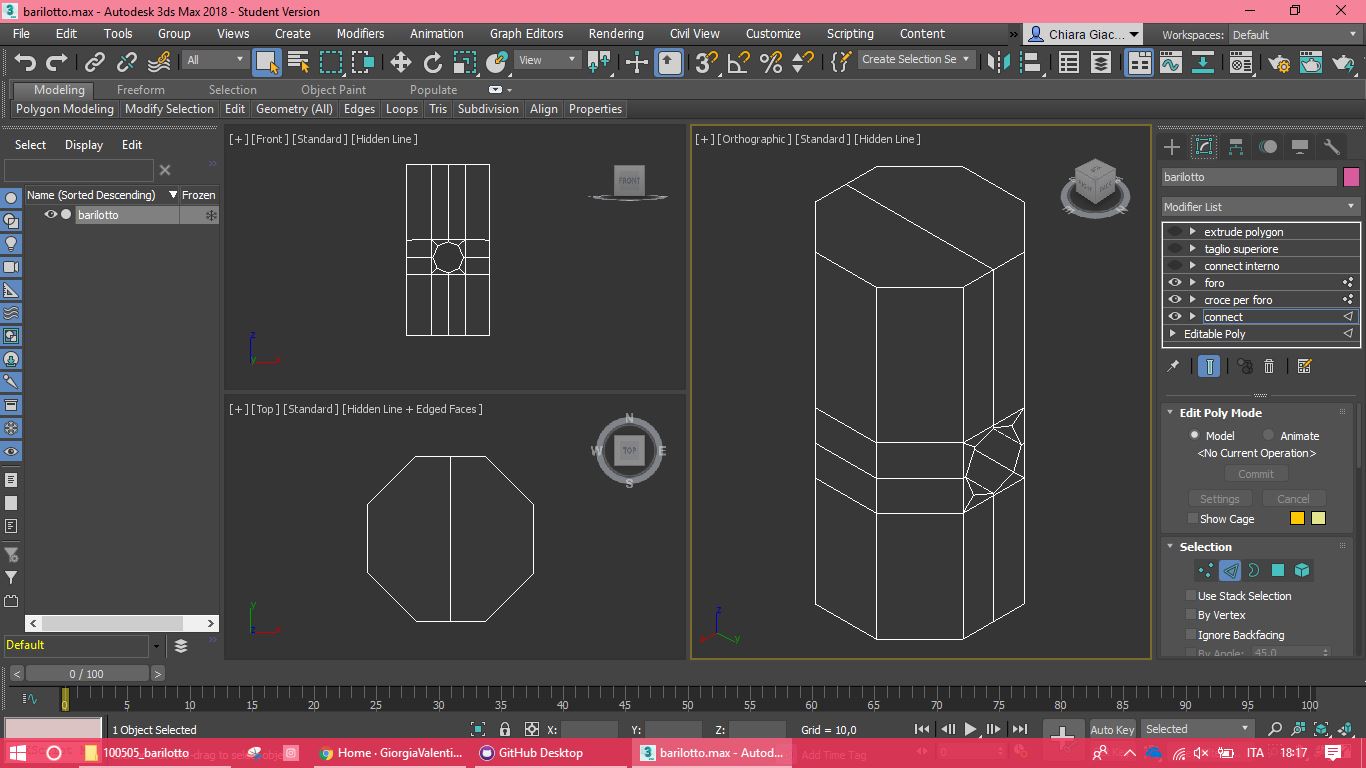 barilotto.max - Autodesk 3ds Max 2018 - Student Version
File Edit Tools Group Views Create Modifiers Animation Graph Editors Rendering Civil View Customize Scripting Content » Chiara Giac... Workspaces: Default
All View Create Selection Se
Modeling Freeform Selection Object Paint Populate
Polygon Modeling Modify Selection Edit Geometry (All) Edges Loops Tris Subdivision Align Properties
Select Display Edit
Name (Sorted Descending) Frozen
barilotto
Default
[+] [Front ] [Standard ] [Hidden Line ]
FRONT
z
x
y
[+] [Top ] [Standard ] [Hidden Line + Edged Faces ]
N
W TOP E
S
y
x
z
[+] [Orthographic ] [Standard ] [Hidden Line ]
z
x
y
barilotto
Modifier List
extrude polygon
taglio superiore
connect interno
foro
croce per foro
connect
Editable Poly
Edit Poly Mode
Model Animate
<No Current Operation>
Commit
Settings Cancel
Show Cage
Selection
Use Stack Selection
By Vertex
Ignore Backfacing
By Angle: 45,0
< 0 / 100 >
0 5 10 15 20 25 30 35 40 45 50 55 60 65 70 75 80 85 90 95 100
1 Object Selected X: Y: Z: Grid = 10,0 Auto Key Selected
Add Time Tag
100505_barilotto Home · GiorgiaValenti... GitHub Desktop barilotto.max - Autod... ITA 18:17